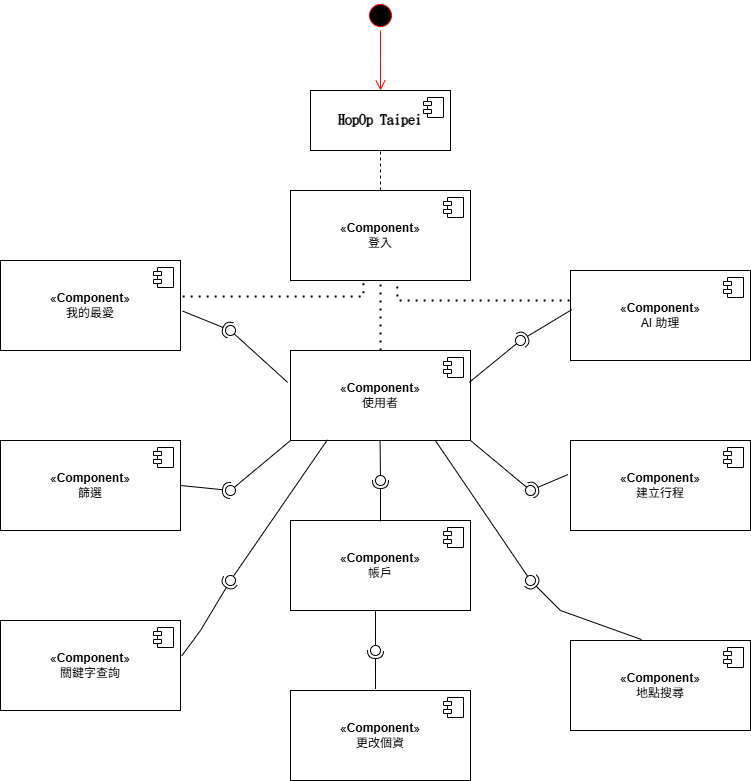 HopOp Taipei
«Component»
登入
«Component»
我的最愛
«Component»
AI 助理
«Component»
使用者
«Component»
篩選
«Component»
建立行程
«Component»
帳戶
«Component»
關鍵字查詢
«Component»
地點搜尋
«Component»
更改個資